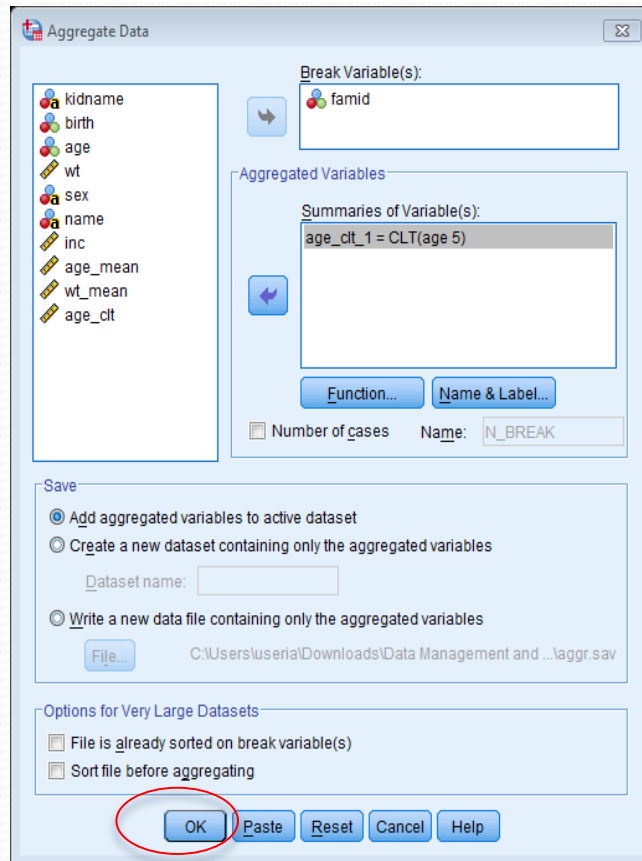 Aggregate Data
kidname
birth
age
wt
sex
name
inc
age_mean
wt_mean
age_clt
Break Variable(s):
famid
Aggregated Variables
Summaries of Variable(s):
age_clt_1 = CLT(age 5)
Function...
Name & Label...
Number of cases
Name:
N_BREAK
Save
Add aggregated variables to active dataset
Create a new dataset containing only the aggregated variables
Dataset name:
Write a new data file containing only the aggregated variables
File...
C:\Users\useria\Downloads\Data Management and ...\aggr.sav
Options for Very Large Datasets
File is already sorted on break variable(s)
Sort file before aggregating
OK
Paste
Reset
Cancel
Help